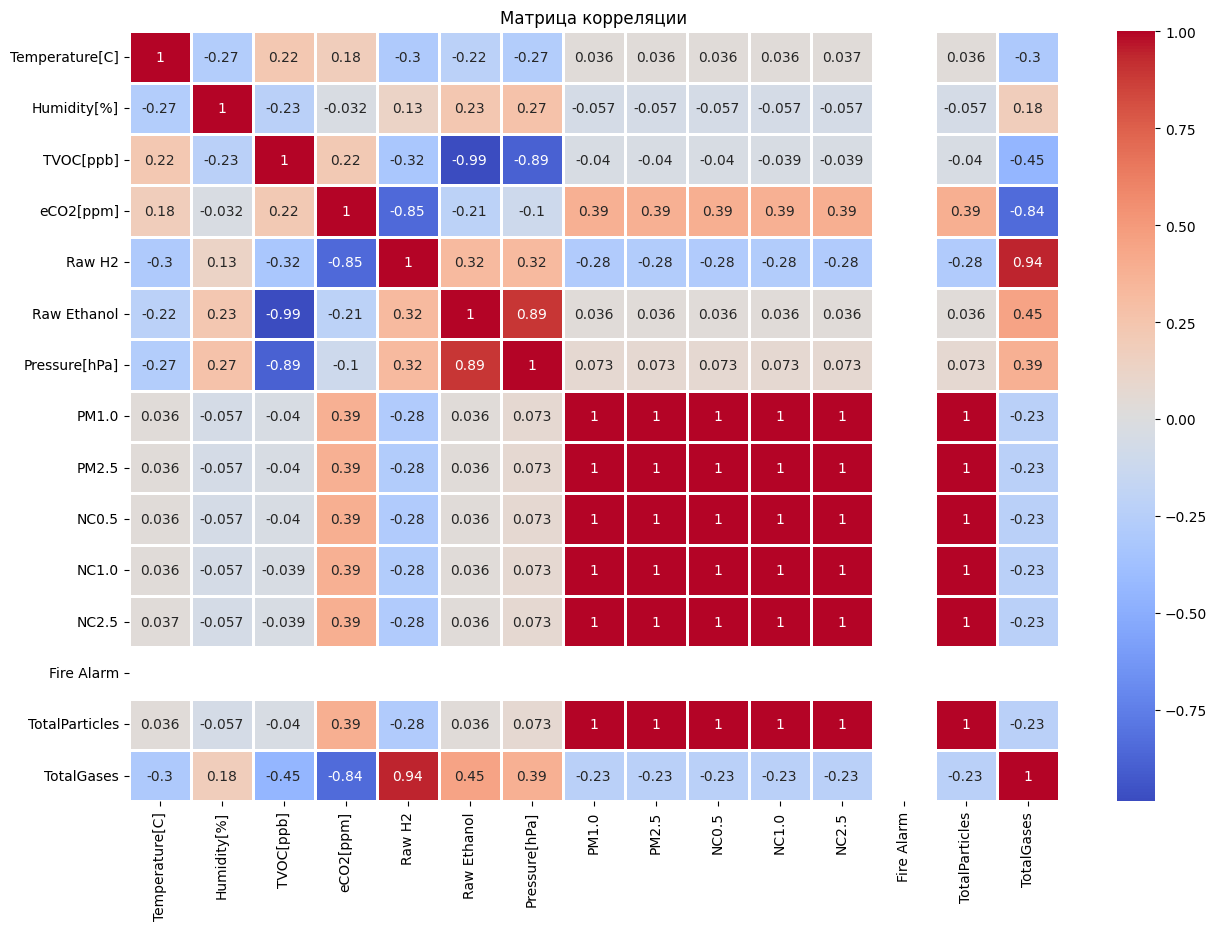 Матрица корреляции
Temperature[C] 1 -0.27 0.22 0.18 -0.3 -0.22 -0.27 0.036 0.036 0.036 0.036 0.037 0.036 -0.3
Humidity[%] -0.27 1 -0.23 -0.032 0.13 0.23 0.27 -0.057 -0.057 -0.057 -0.057 -0.057 -0.057 0.18
TVOC[ppb] 0.22 -0.23 1 0.22 -0.32 -0.99 -0.89 -0.04 -0.04 -0.04 -0.039 -0.039 -0.04 -0.45
eCO2[ppm] 0.18 -0.032 0.22 1 -0.85 -0.21 -0.1 0.39 0.39 0.39 0.39 0.39 0.39 -0.84
Raw H2 -0.3 0.13 -0.32 -0.85 1 0.32 0.32 -0.28 -0.28 -0.28 -0.28 -0.28 -0.28 0.94
Raw Ethanol -0.22 0.23 -0.99 -0.21 0.32 1 0.89 0.036 0.036 0.036 0.036 0.036 0.036 0.45
Pressure[hPa] -0.27 0.27 -0.89 -0.1 0.32 0.89 1 0.073 0.073 0.073 0.073 0.073 0.073 0.39
PM1.0 0.036 -0.057 -0.04 0.39 -0.28 0.036 0.073 1 1 1 1 1 1 -0.23
PM2.5 0.036 -0.057 -0.04 0.39 -0.28 0.036 0.073 1 1 1 1 1 1 -0.23
NC0.5 0.036 -0.057 -0.04 0.39 -0.28 0.036 0.073 1 1 1 1 1 1 -0.23
NC1.0 0.036 -0.057 -0.039 0.39 -0.28 0.036 0.073 1 1 1 1 1 1 -0.23
NC2.5 0.037 -0.057 -0.039 0.39 -0.28 0.036 0.073 1 1 1 1 1 1 -0.23
Fire Alarm
TotalParticles 0.036 -0.057 -0.04 0.39 -0.28 0.036 0.073 1 1 1 1 1 1 -0.23
TotalGases -0.3 0.18 -0.45 -0.84 0.94 0.45 0.39 -0.23 -0.23 -0.23 -0.23 -0.23 -0.23 1
Temperature[C]
Humidity[%]
TVOC[ppb]
eCO2[ppm]
Raw H2
Raw Ethanol
Pressure[hPa]
PM1.0
PM2.5
NC0.5
NC1.0
NC2.5
Fire Alarm
TotalParticles
TotalGases
1.00
0.75
0.50
0.25
0.00
−0.25
−0.50
−0.75